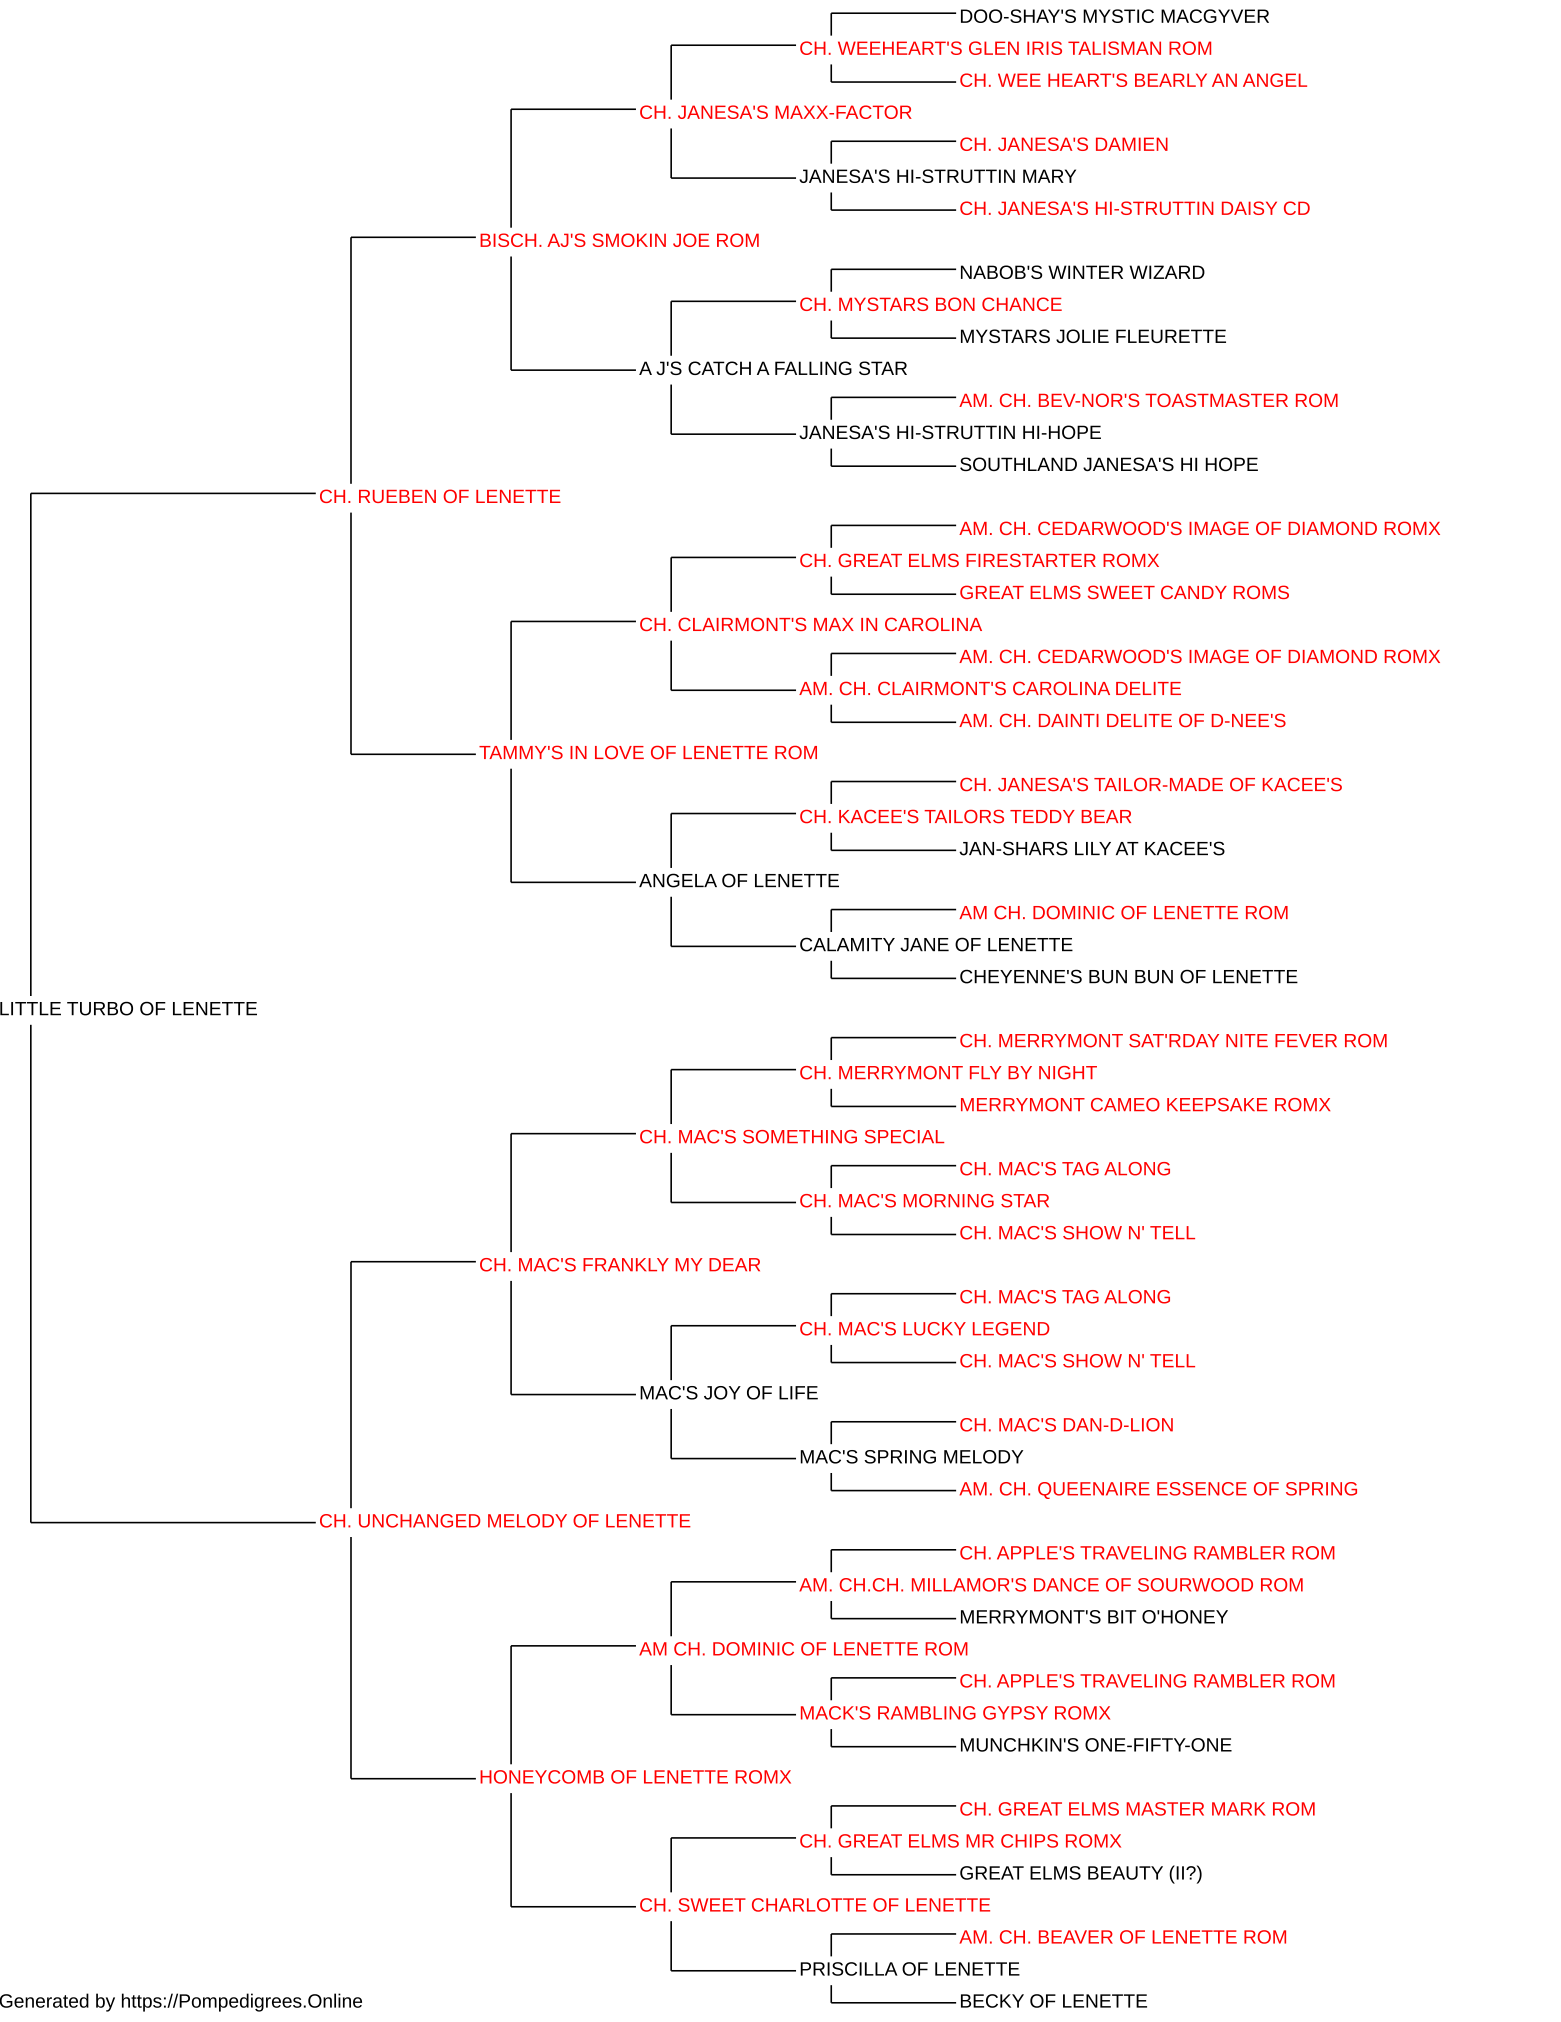 DOO-SHAY'S MYSTIC MACGYVER
CH. WEEHEART'S GLEN IRIS TALISMAN ROM
CH. WEE HEART'S BEARLY AN ANGEL
CH. JANESA'S MAXX-FACTOR
CH. JANESA'S DAMIEN
JANESA'S HI-STRUTTIN MARY
CH. JANESA'S HI-STRUTTIN DAISY CD
BISCH. AJ'S SMOKIN JOE ROM
NABOB'S WINTER WIZARD
CH. MYSTARS BON CHANCE
MYSTARS JOLIE FLEURETTE
A J'S CATCH A FALLING STAR
AM. CH. BEV-NOR'S TOASTMASTER ROM
JANESA'S HI-STRUTTIN HI-HOPE
SOUTHLAND JANESA'S HI HOPE
CH. RUEBEN OF LENETTE
AM. CH. CEDARWOOD'S IMAGE OF DIAMOND ROMX
CH. GREAT ELMS FIRESTARTER ROMX
GREAT ELMS SWEET CANDY ROMS
CH. CLAIRMONT'S MAX IN CAROLINA
AM. CH. CEDARWOOD'S IMAGE OF DIAMOND ROMX
AM. CH. CLAIRMONT'S CAROLINA DELITE
AM. CH. DAINTI DELITE OF D-NEE'S
TAMMY'S IN LOVE OF LENETTE ROM
CH. JANESA'S TAILOR-MADE OF KACEE'S
CH. KACEE'S TAILORS TEDDY BEAR
JAN-SHARS LILY AT KACEE'S
ANGELA OF LENETTE
AM CH. DOMINIC OF LENETTE ROM
CALAMITY JANE OF LENETTE
CHEYENNE'S BUN BUN OF LENETTE
LITTLE TURBO OF LENETTE
CH. MERRYMONT SAT'RDAY NITE FEVER ROM
CH. MERRYMONT FLY BY NIGHT
MERRYMONT CAMEO KEEPSAKE ROMX
CH. MAC'S SOMETHING SPECIAL
CH. MAC'S TAG ALONG
CH. MAC'S MORNING STAR
CH. MAC'S SHOW N' TELL
CH. MAC'S FRANKLY MY DEAR
CH. MAC'S TAG ALONG
CH. MAC'S LUCKY LEGEND
CH. MAC'S SHOW N' TELL
MAC'S JOY OF LIFE
CH. MAC'S DAN-D-LION
MAC'S SPRING MELODY
AM. CH. QUEENAIRE ESSENCE OF SPRING
CH. UNCHANGED MELODY OF LENETTE
CH. APPLE'S TRAVELING RAMBLER ROM
AM. CH.CH. MILLAMOR'S DANCE OF SOURWOOD ROM
MERRYMONT'S BIT O'HONEY
AM CH. DOMINIC OF LENETTE ROM
CH. APPLE'S TRAVELING RAMBLER ROM
MACK'S RAMBLING GYPSY ROMX
MUNCHKIN'S ONE-FIFTY-ONE
HONEYCOMB OF LENETTE ROMX
CH. GREAT ELMS MASTER MARK ROM
CH. GREAT ELMS MR CHIPS ROMX
GREAT ELMS BEAUTY (II?)
CH. SWEET CHARLOTTE OF LENETTE
AM. CH. BEAVER OF LENETTE ROM
PRISCILLA OF LENETTE
BECKY OF LENETTE
Generated by https://Pompedigrees.Online